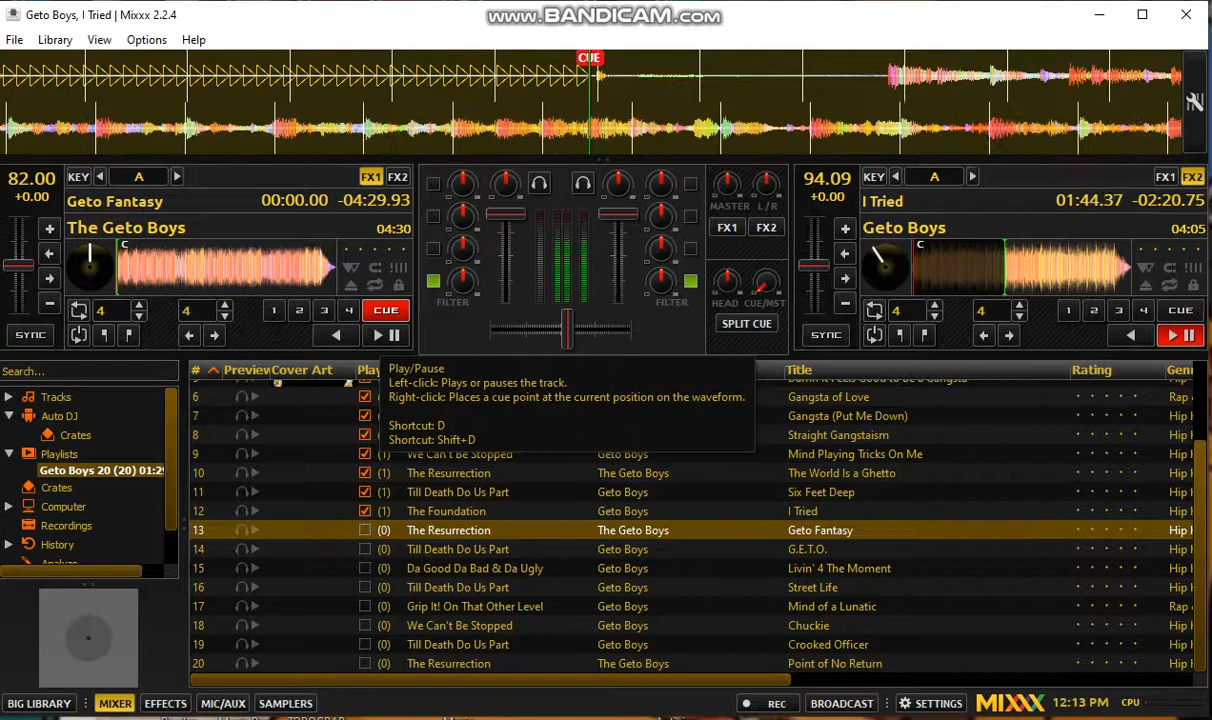 Geto Boys, I Tried | Mixxx 2.2.4
www.BANDICAM.com
File Library View Options Help
CUE
82.00 KEY A FX1 FX2
+0.00
Geto Fantasy 00:00.00 -04:29.93
The Geto Boys 04:30
C
4 4 1 2 3 4 CUE
SYNC
FILTER FILTER
MASTER L/R
FX1 FX2
HEAD CUE/MST
SPLIT CUE
94.09 KEY A FX1 FX2
+0.00
I Tried 01:44.37 -02:20.75
Geto Boys 04:05
C
4 4 1 2 3 4 CUE
SYNC
Search...
Tracks
Auto DJ
Crates
Playlists
Geto Boys 20 (20) 01:2
Crates
Computer
Recordings
History
Analyze
# Preview Cover Art Title Rating
Play/Pause
Left-click: Plays or pauses the track.
Right-click: Places a cue point at the current position on the waveform.
Shortcut: D
Shortcut: Shift+D
Damn It Feels Good to Be a Gangsta
6 Gangsta of Love Rap
7 Gangsta (Put Me Down) Hip
8 Straight Gangstaism Hip
9 (1) We Can't Be Stopped Geto Boys Mind Playing Tricks On Me Hip
10 (1) The Resurrection The Geto Boys The World Is a Ghetto Hip
11 (1) Till Death Do Us Part Geto Boys Six Feet Deep Hip
12 (1) The Foundation Geto Boys I Tried Hip
13 (0) The Resurrection The Geto Boys Geto Fantasy Hip
14 (0) Till Death Do Us Part Geto Boys G.E.T.O. Hip
15 (0) Da Good Da Bad & Da Ugly Geto Boys Livin' 4 The Moment Hip
16 (0) Till Death Do Us Part Geto Boys Street Life Hip
17 (0) Grip It! On That Other Level Geto Boys Mind of a Lunatic Rap
18 (0) We Can't Be Stopped Geto Boys Chuckie Hip
19 (0) Till Death Do Us Part Geto Boys Crooked Officer Hip
20 (0) The Resurrection The Geto Boys Point of No Return Hip
BIG LIBRARY MIXER EFFECTS MIC/AUX SAMPLERS REC BROADCAST SETTINGS MIXXX 12:13 PM CPU